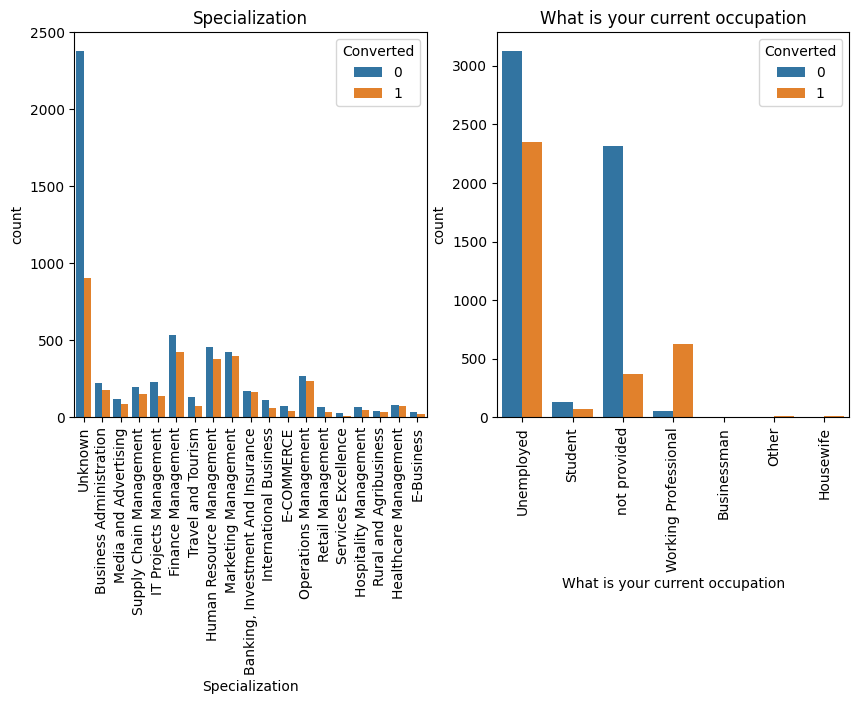 Specialization
Converted
0
1
count
2500
2000
1500
1000
500
0
Unknown
Business Administration
Media and Advertising
Supply Chain Management
IT Projects Management
Finance Management
Travel and Tourism
Human Resource Management
Marketing Management
Banking, Investment And Insurance
International Business
E-COMMERCE
Operations Management
Retail Management
Services Excellence
Hospitality Management
Rural and Agribusiness
Healthcare Management
E-Business
Specialization
What is your current occupation
Converted
0
1
count
3000
2500
2000
1500
1000
500
0
Unemployed
Student
not provided
Working Professional
Businessman
Other
Housewife
What is your current occupation